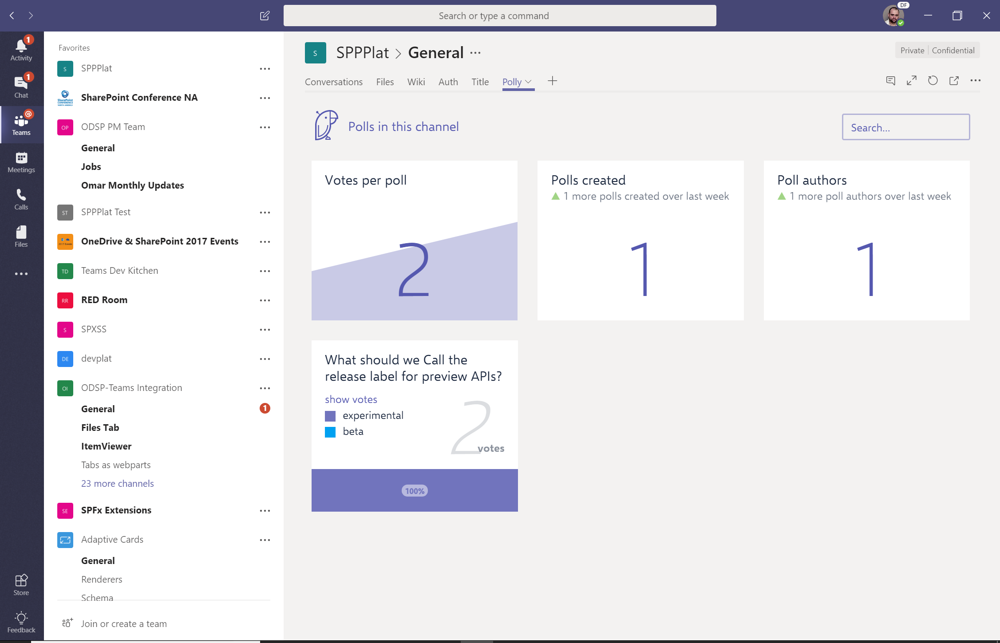 Search or type a command
DF
1
Activity
1
Chat
@
Teams
Meetings
Calls
Files
Store
Feedback
Favorites
S
SPPPlat
SharePoint
CONFERENCE
NORTH AMERICA
SharePoint Conference NA
OP
ODSP PM Team
General
Jobs
Omar Monthly Updates
ST
SPPPlat Test
2017 Events
OneDrive & SharePoint 2017 Events
TD
Teams Dev Kitchen
RR
RED Room
S
SPXSS
DE
devplat
OI
ODSP-Teams Integration
General
1
Files Tab
ItemViewer
Tabs as webparts
23 more channels
SE
SPFx Extensions
Adaptive Cards
General
Renderers
Schema
Join or create a team
S
SPPPlat > General
Private Confidential
Conversations Files Wiki Auth Title Polly
Polls in this channel
Search...
Votes per poll
2
Polls created
1 more polls created over last week
1
Poll authors
1 more poll authors over last week
1
What should we Call the
release label for preview APIs?
show votes
experimental
beta
2
votes
100%